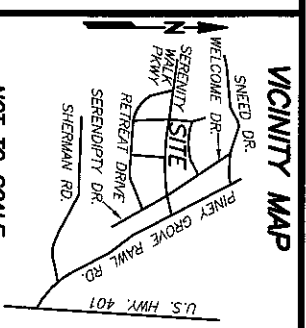 VICINITY MAP
N
SNEED DR.
WELCOME DR.
SERENITY
WALK
PKWY
SITE
RETREAT DRIVE
SERENDIPTY DR.
SHERMAN RD.
PINEY GROVE RAWL RD.
U.S. HWY. 401
NOT TO SCALE